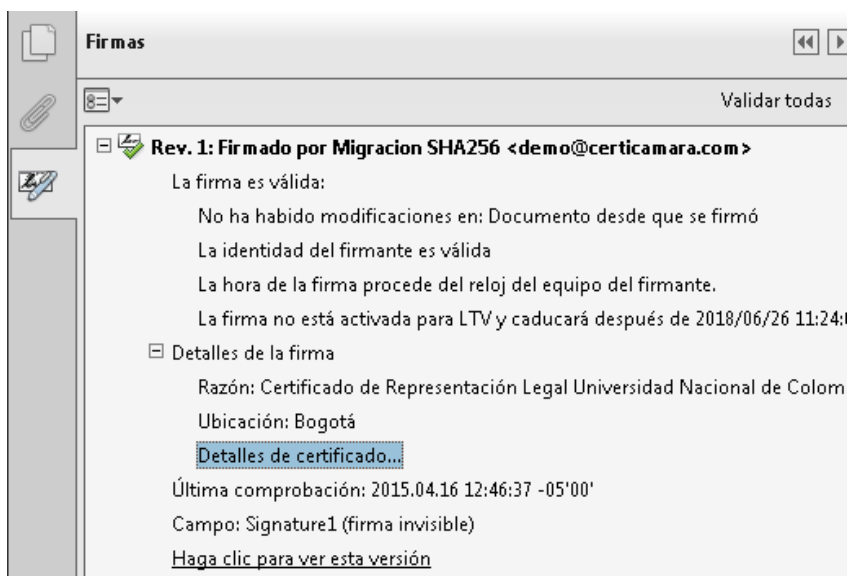 Firmas
Validar todas
Rev. 1: Firmado por Migracion SHA256 <demo@certicamara.com>
La firma es válida:
No ha habido modificaciones en: Documento desde que se firmó
La identidad del firmante es válida
La hora de la firma procede del reloj del equipo del firmante.
La firma no está activada para LTV y caducará después de 2018/06/26 11:24:
Detalles de la firma
Razón: Certificado de Representación Legal Universidad Nacional de Colom
Ubicación: Bogotá
Detalles de certificado...
Última comprobación: 2015.04.16 12:46:37 -05'00'
Campo: Signature1 (firma invisible)
Haga clic para ver esta versión